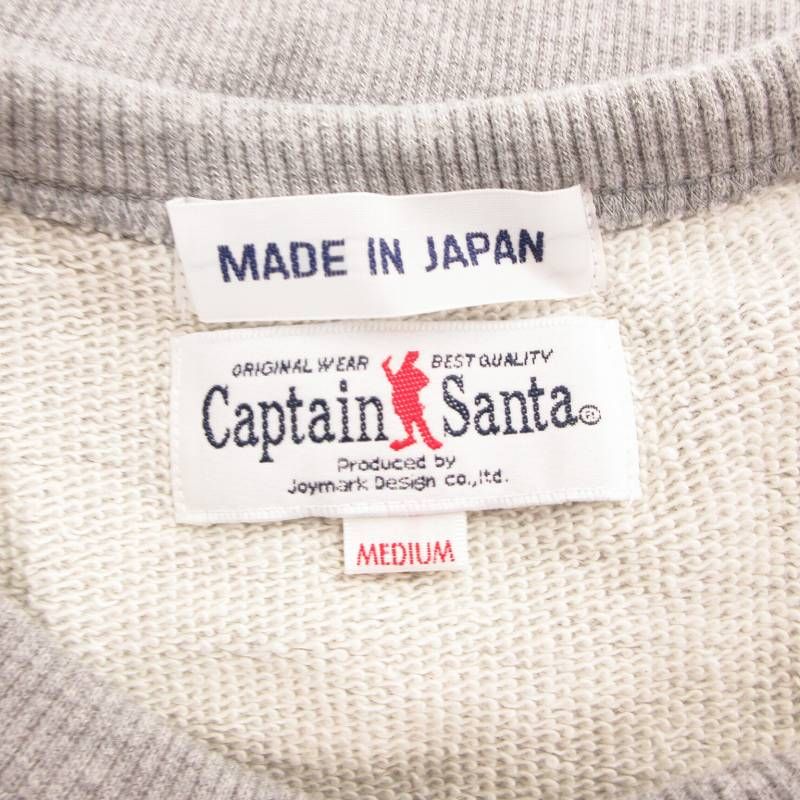 MADE IN JAPAN
ORIGINAL WEAR BEST QUALITY
Captain Santa®
Produced by
Joymark Design co.,ltd.
MEDIUM